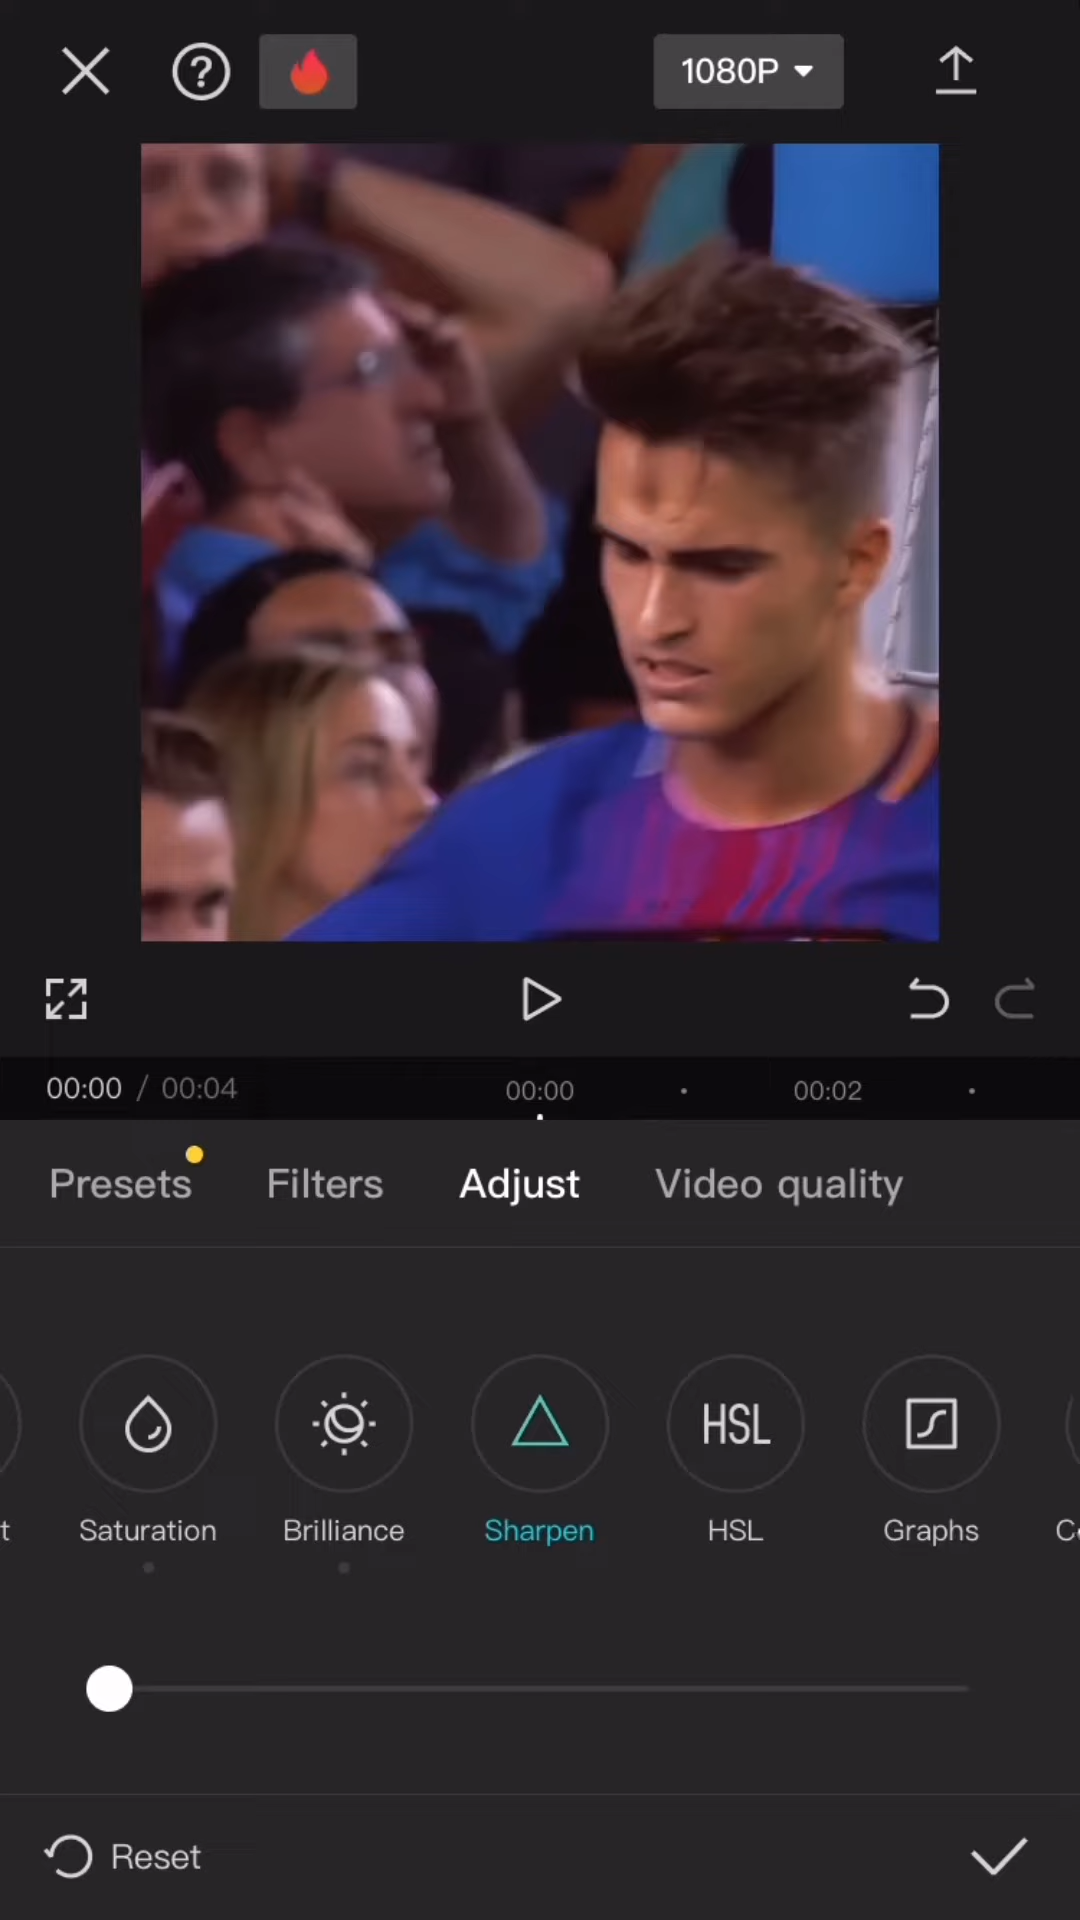 1080P
00:00 / 00:04 00:00 00:02
Presets Filters Adjust Video quality
HSL
t Saturation Brilliance Sharpen HSL Graphs
Reset